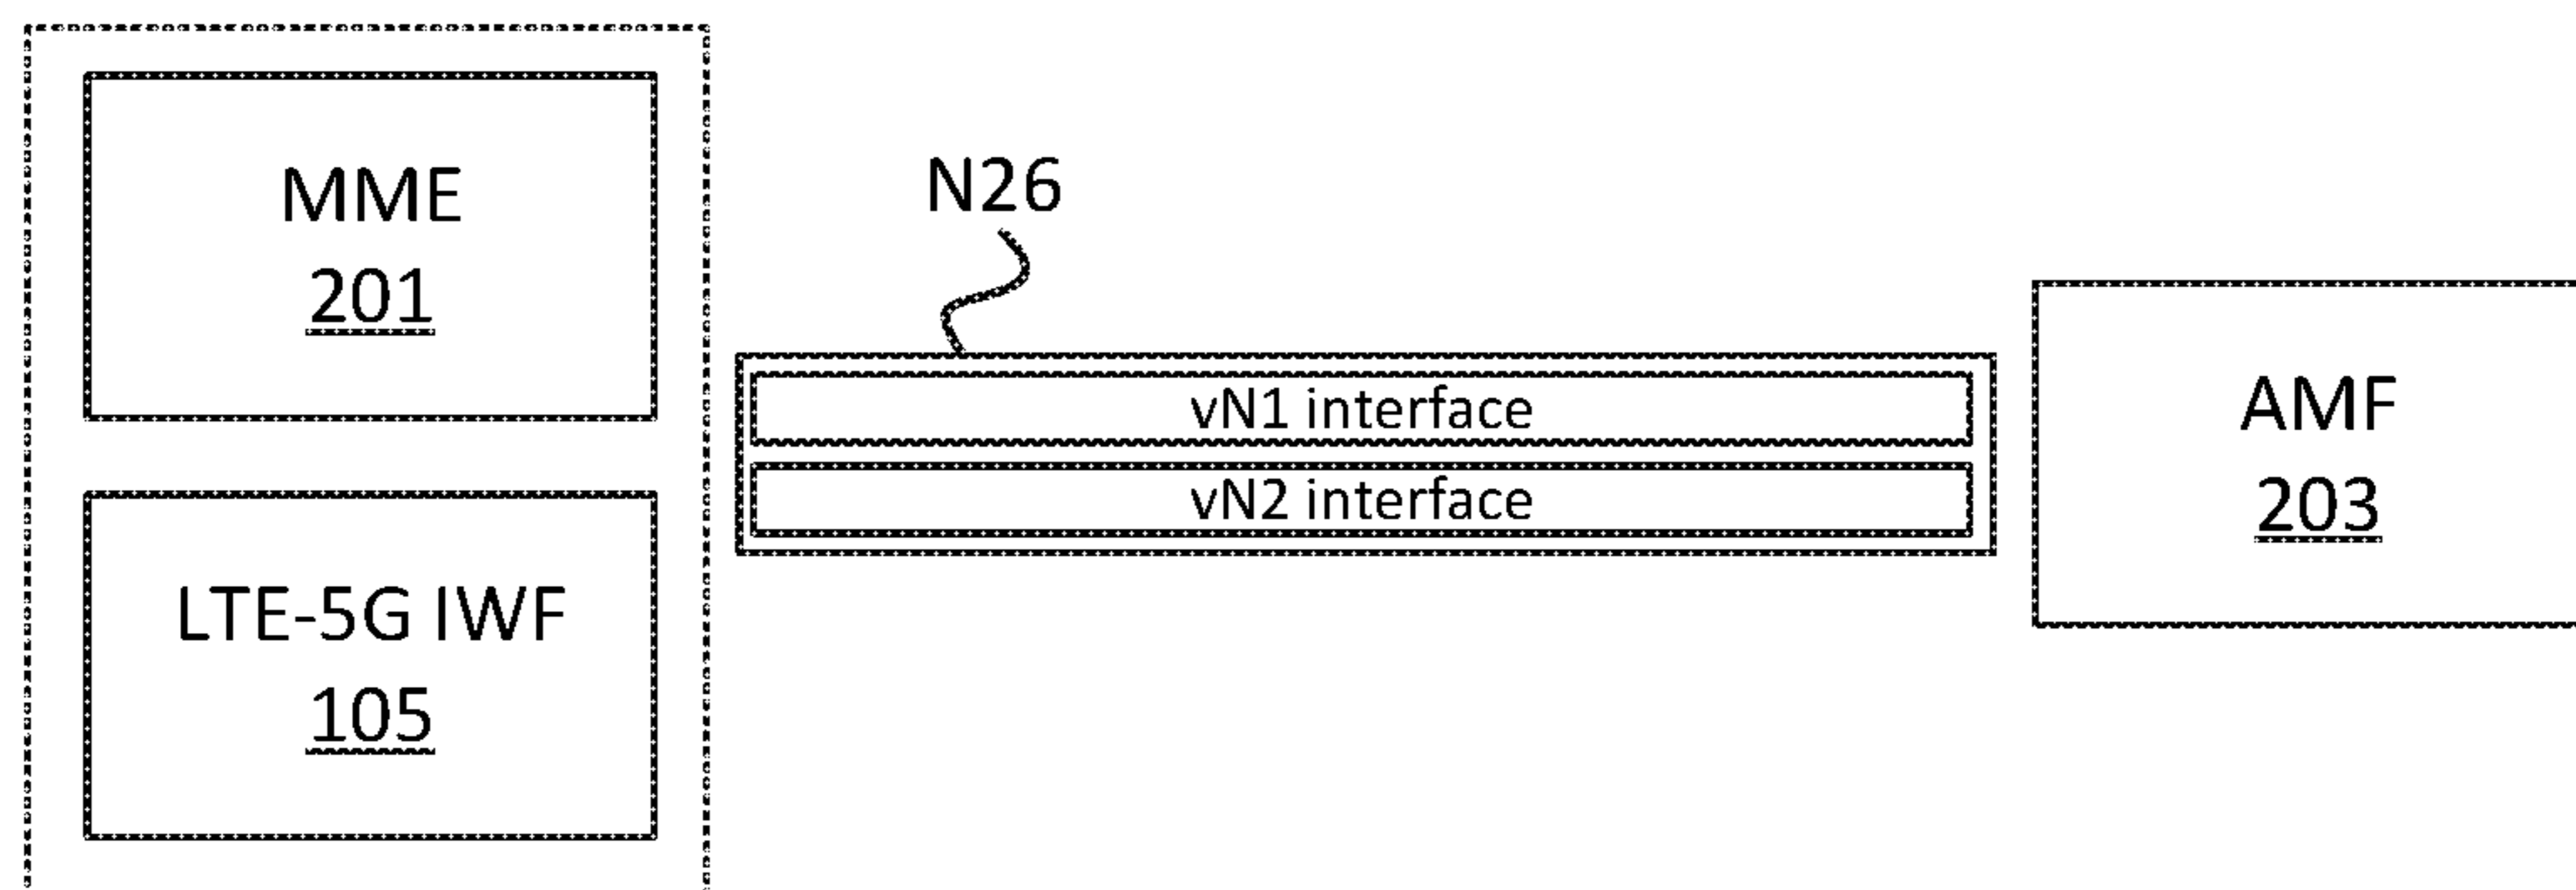 MME
201
LTE-5G IWF
105
N26
vN1 interface
vN2 interface
AMF
203